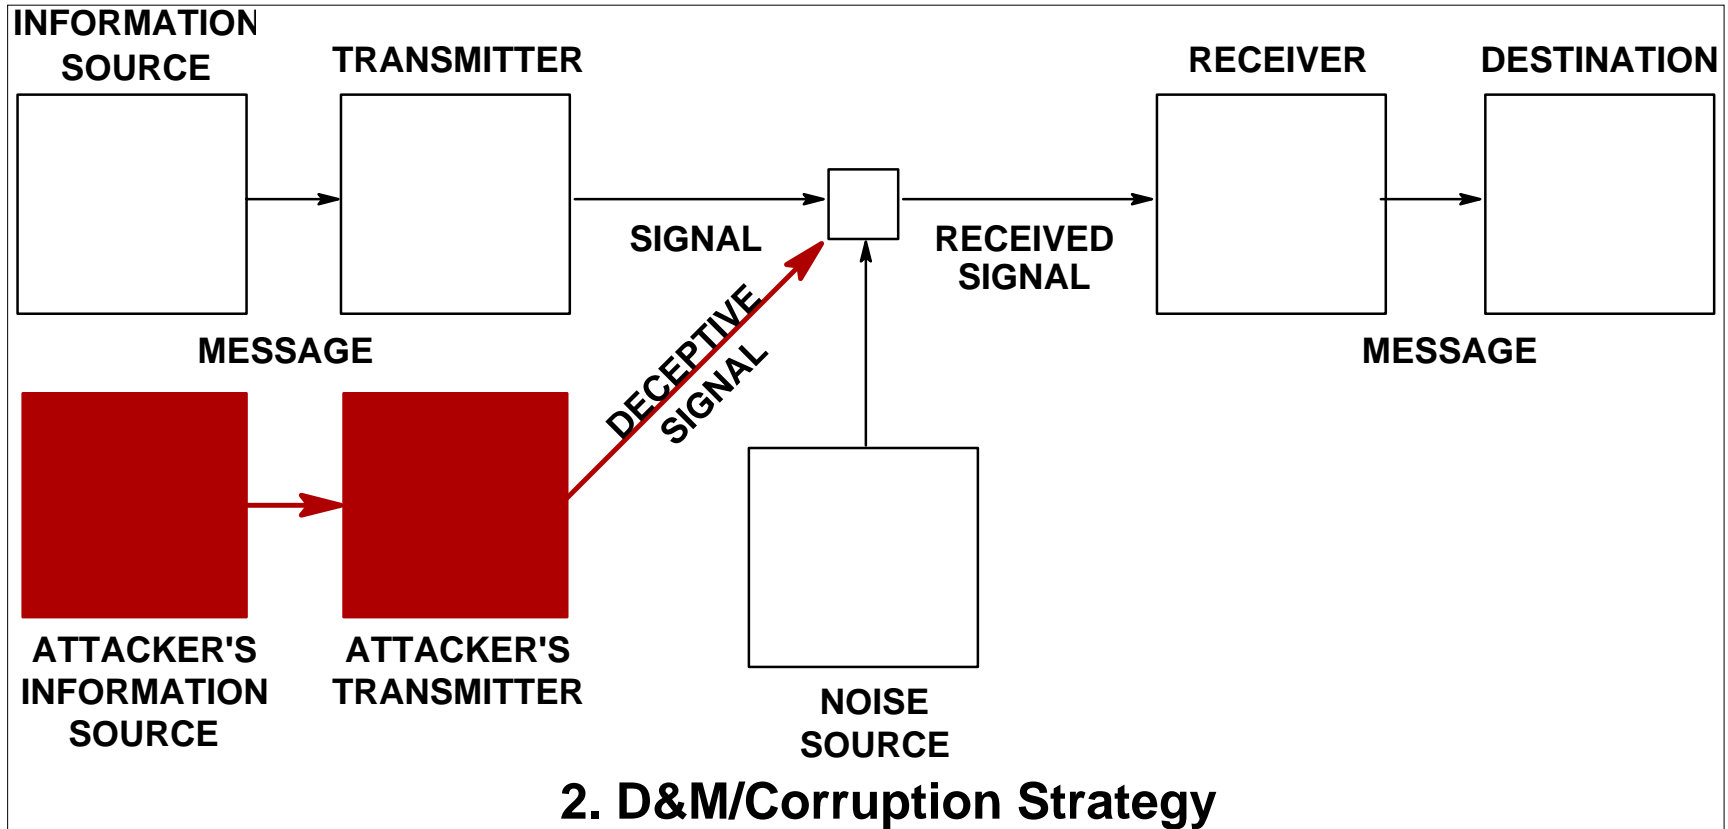 INFORMATION
SOURCE
TRANSMITTER
RECEIVER
DESTINATION
SIGNAL
RECEIVED
SIGNAL
MESSAGE
MESSAGE
DECEPTIVE
SIGNAL
ATTACKER'S
INFORMATION
SOURCE
ATTACKER'S
TRANSMITTER
NOISE
SOURCE
2. D&M/Corruption Strategy